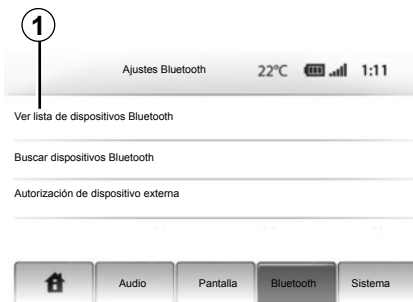 1
Ajustes Bluetooth 22°C 1:11
Ver lista de dispositivos Bluetooth
Buscar dispositivos Bluetooth
Autorización de dispositivo externa
Audio Pantalla Bluetooth Sistema